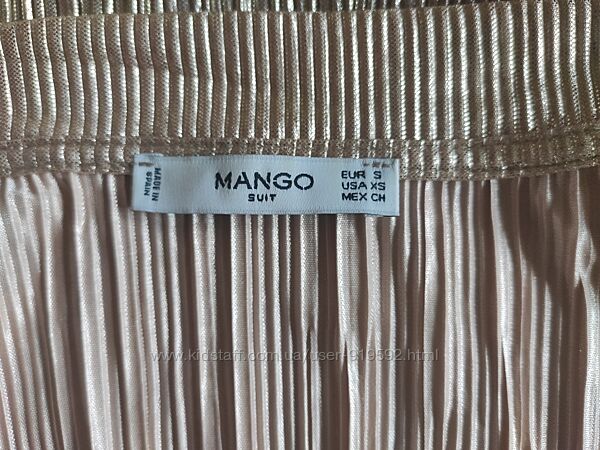 MADE IN
SPAIN
MANGO
SUIT
EUR S
USA XS
MEX CH
www.kidstaff.com.ua/user-919592.html